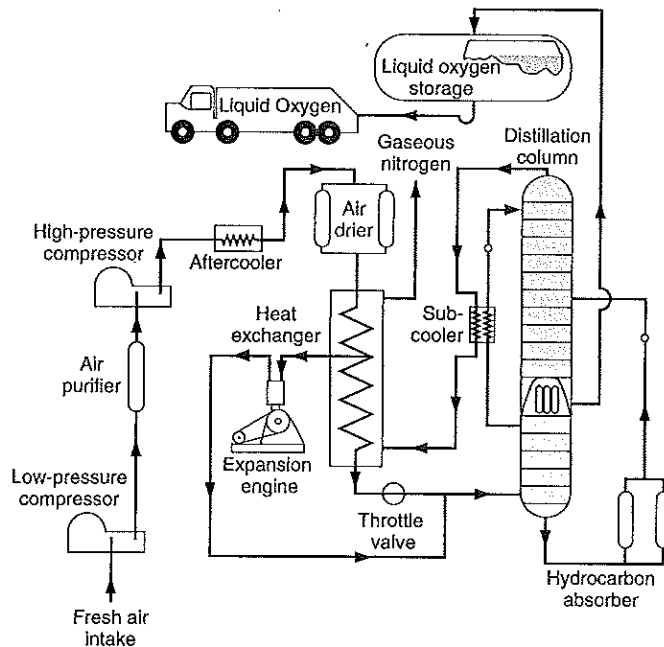 Liquid oxygen
storage
Liquid Oxygen
Gaseous
nitrogen
Distillation
column
Air
drier
High-pressure
compressor
Aftercooler
Heat
exchanger
Sub-
cooler
Air
purifier
Expansion
engine
Low-pressure
compressor
Throttle
valve
Hydrocarbon
absorber
Fresh air
intake